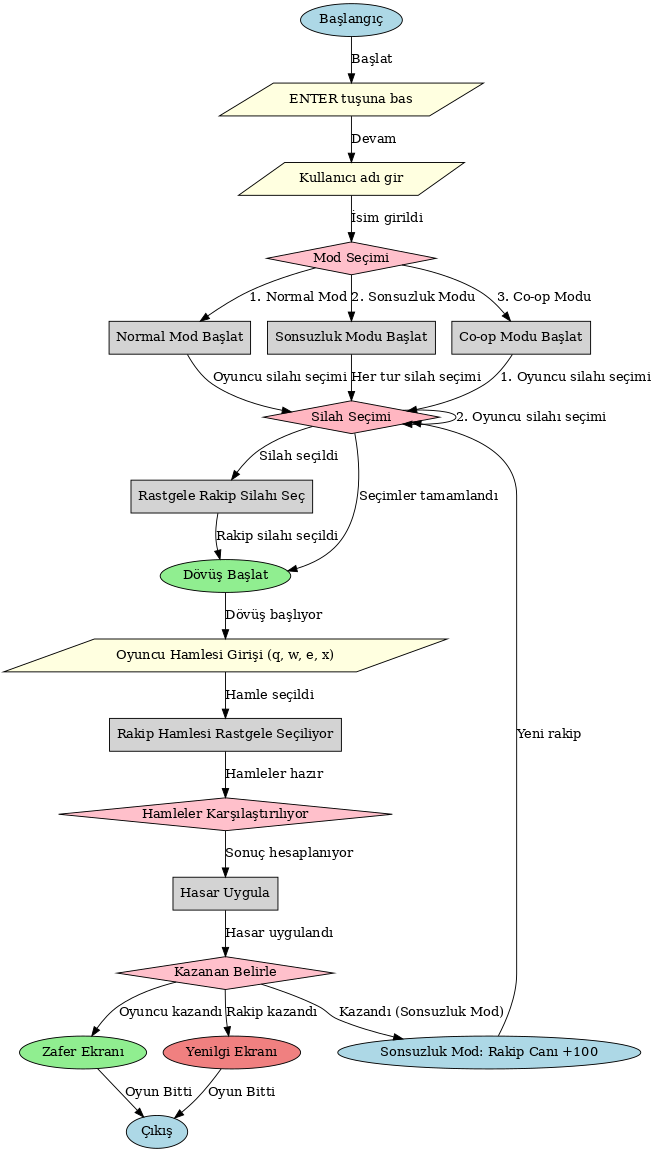 Başlangıç
Başlat
ENTER tuşuna bas
Devam
Kullanıcı adı gir
İsim girildi
Mod Seçimi
1. Normal Mod
2. Sonsuzluk Modu
3. Co-op Modu
Normal Mod Başlat
Sonsuzluk Modu Başlat
Co-op Modu Başlat
Oyuncu silahı seçimi
Her tur silah seçimi
1. Oyuncu silahı seçimi
Silah Seçimi
2. Oyuncu silahı seçimi
Silah seçildi
Rastgele Rakip Silahı Seç
Seçimler tamamlandı
Rakip silahı seçildi
Dövüş Başlat
Dövüş başlıyor
Oyuncu Hamlesi Girişi (q, w, e, x)
Hamle seçildi
Rakip Hamlesi Rastgele Seçiliyor
Yeni rakip
Hamleler hazır
Hamleler Karşılaştırılıyor
Sonuç hesaplanıyor
Hasar Uygula
Hasar uygulandı
Kazanan Belirle
Oyuncu kazandı
Rakip kazandı
Kazandı (Sonsuzluk Mod)
Zafer Ekranı
Yenilgi Ekranı
Sonsuzluk Mod: Rakip Canı +100
Oyun Bitti
Oyun Bitti
Çıkış